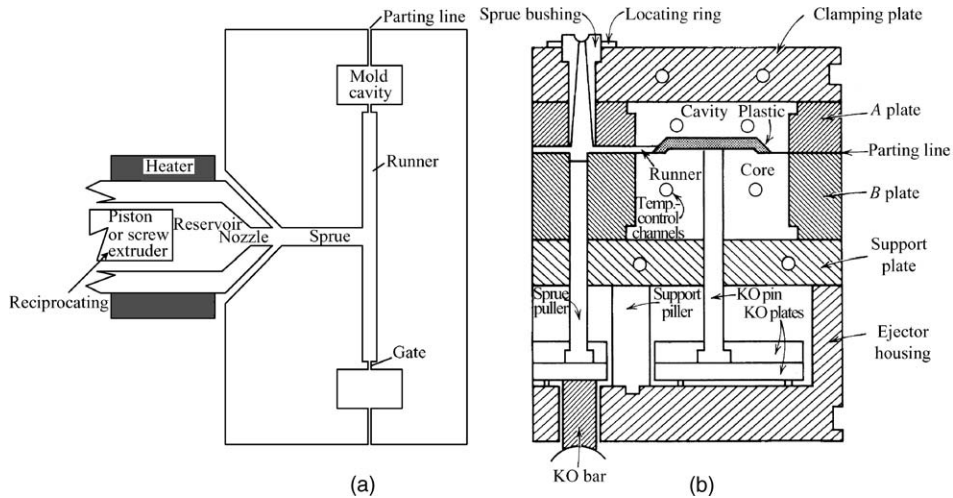 Parting line
Mold
cavity
Runner
Heater
Piston
or screw
extruder
Reservoir
Nozzle
Sprue
Reciprocating
Gate
(a)
Sprue bushing
Locating ring
Clamping plate
Cavity
Plastic
A plate
Parting line
Runner
Core
B plate
Temp.-
control
channels
Support
plate
Sprue
puller
Support
piller
KO pin
KO plates
Ejector
housing
KO bar
(b)